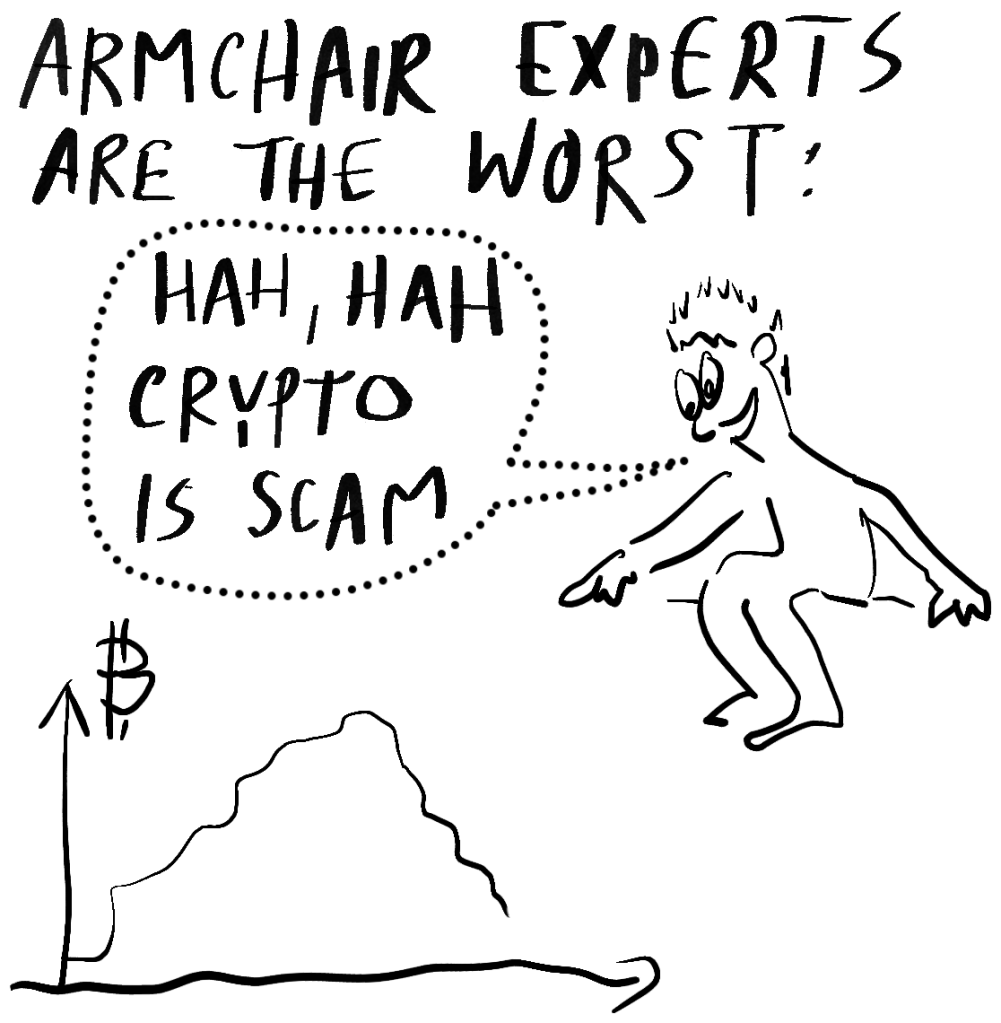 ARMCHAIR EXPERTS
ARE THE WORST:
HAH, HAH
CRYPTO
IS SCAM
₿